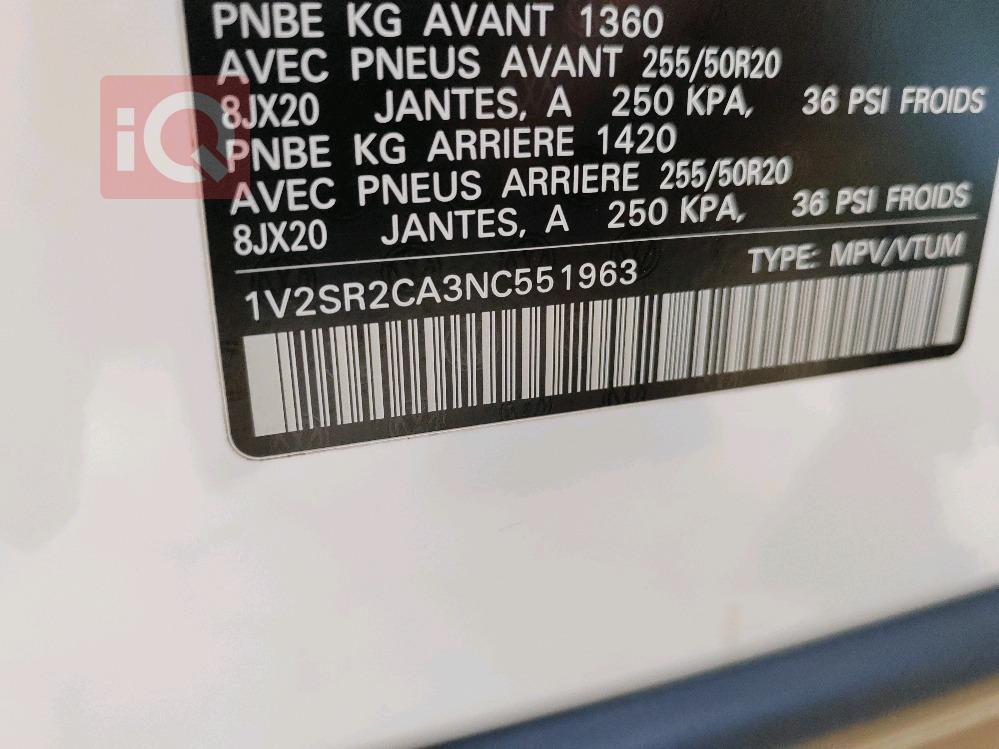 PNBE KG AVANT 1360
AVEC PNEUS AVANT 255/50R20
8JX20 JANTES, A 250 KPA, 36 PSI FROIDS
PNBE KG ARRIERE 1420
AVEC PNEUS ARRIERE 255/50R20
8JX20 JANTES, A 250 KPA, 36 PSI FROIDS
1V2SR2CA3NC551963 TYPE: MPV/VTUM
iQ